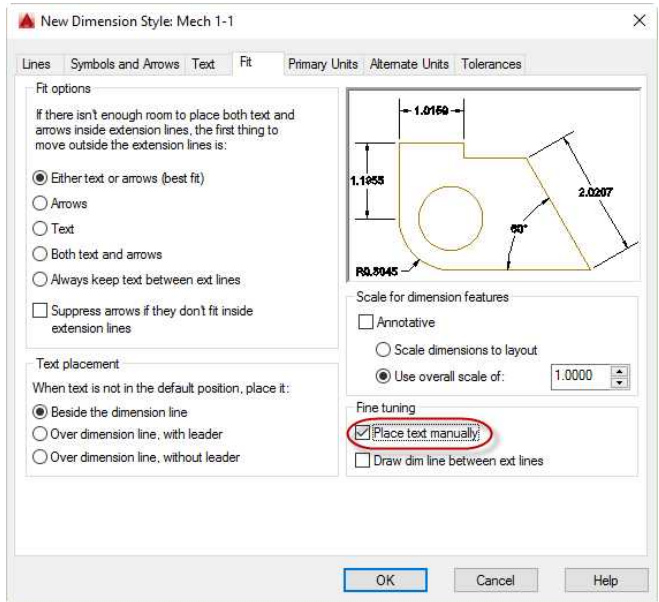 New Dimension Style: Mech 1-1
Lines Symbols and Arrows Text Fit Primary Units Alternate Units Tolerances
Fit options
If there isn't enough room to place both text and
arrows inside extension lines, the first thing to
move outside the extension lines is:
Either text or arrows (best fit)
Arrows
Text
Both text and arrows
Always keep text between ext lines
Suppress arrows if they don't fit inside
extension lines
Text placement
When text is not in the default position, place it:
Beside the dimension line
Over dimension line, with leader
Over dimension line, without leader
1.0159
1.1955
2.0207
60°
R0.8045
Scale for dimension features
Annotative
Scale dimensions to layout
Use overall scale of: 1.0000
Fine tuning
Place text manually
Draw dim line between ext lines
OK Cancel Help